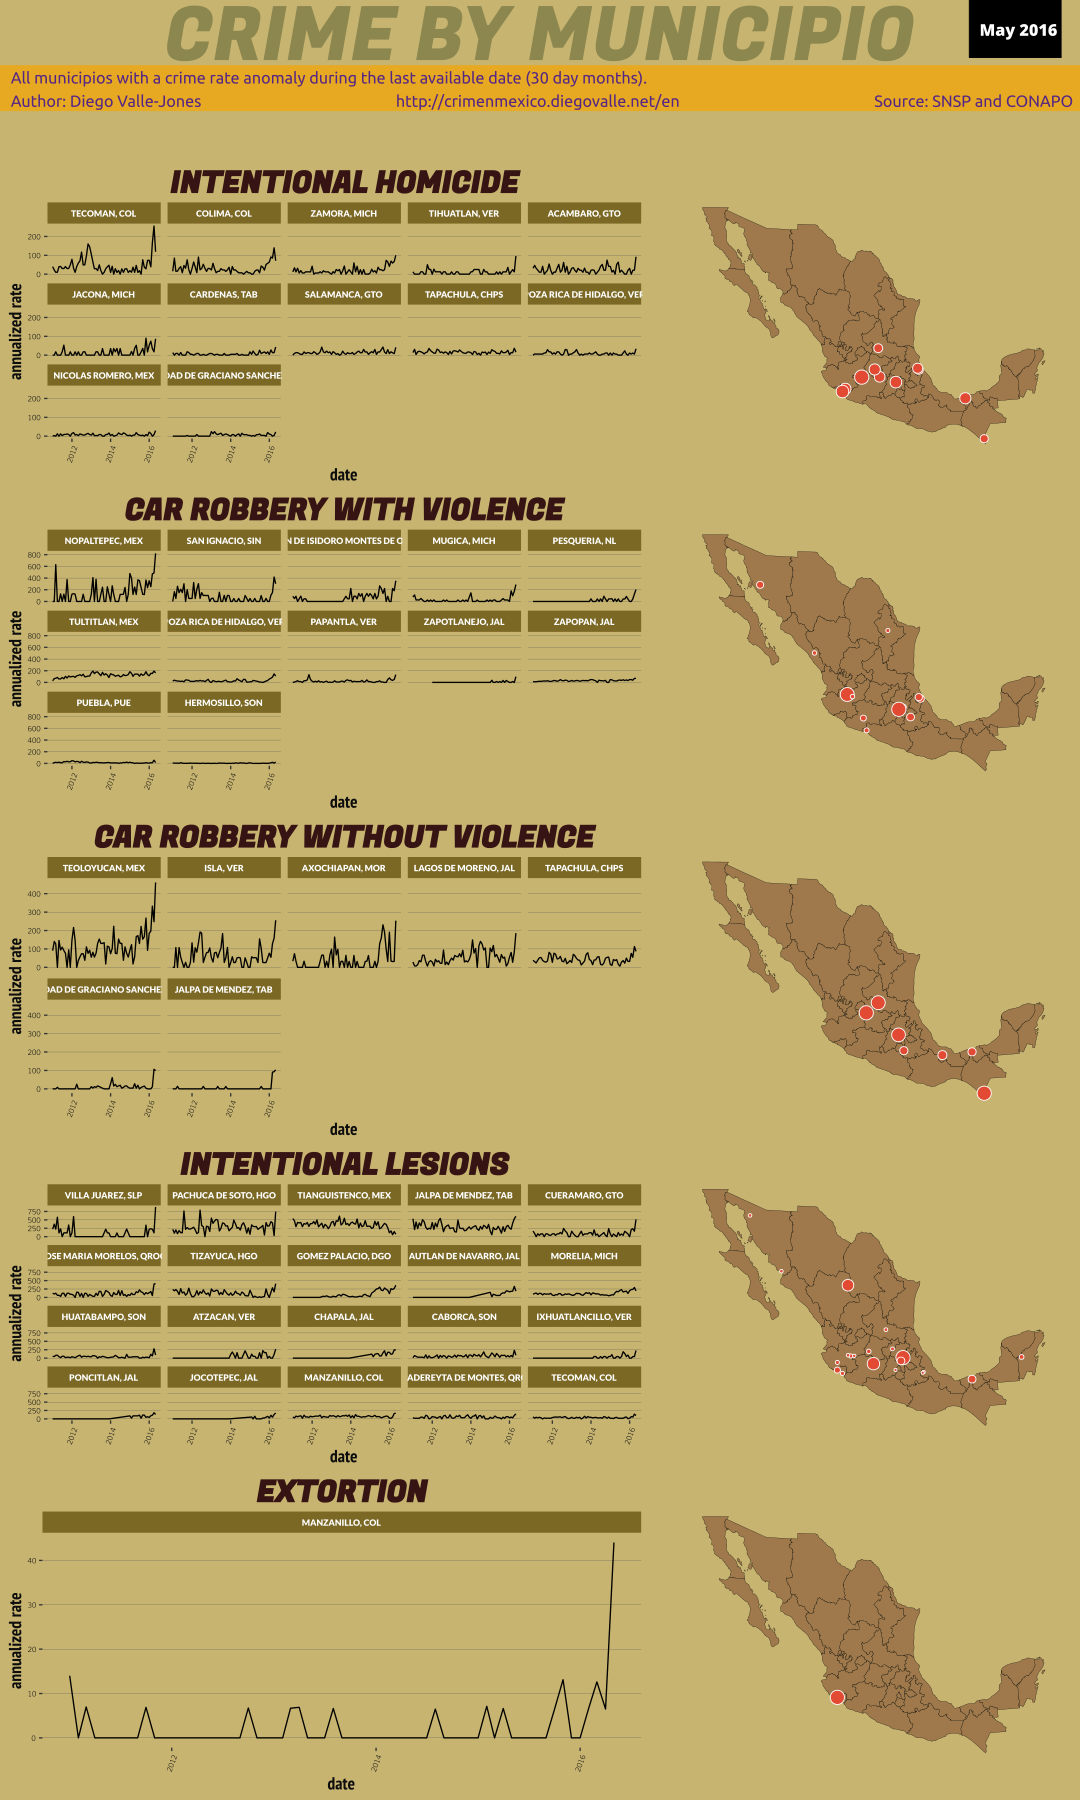 CRIME BY MUNICIPIO
May 2016
All municipios with a crime rate anomaly during the last available date (30 day months).
Author: Diego Valle-Jones http://crimenmexico.diegovalle.net/en Source: SNSP and CONAPO
INTENTIONAL HOMICIDE
annualized rate
TECOMAN, COL COLIMA, COL ZAMORA, MICH TIHUATLAN, VER ACAMBARO, GTO
200
100
0
JACONA, MICH CARDENAS, TAB SALAMANCA, GTO TAPACHULA, CHPS OZA RICA DE HIDALGO, VER
200
100
0
NICOLAS ROMERO, MEX DAD DE GRACIANO SANCHE
200
100
0
2012 2014 2016 2012 2014 2016
date
CAR ROBBERY WITH VIOLENCE
annualized rate
NOPALTEPEC, MEX SAN IGNACIO, SIN N DE ISIDORO MONTES DE O MUGICA, MICH PESQUERIA, NL
800
600
400
200
0
TULTITLAN, MEX OZA RICA DE HIDALGO, VER PAPANTLA, VER ZAPOTLANEJO, JAL ZAPOPAN, JAL
800
600
400
200
0
PUEBLA, PUE HERMOSILLO, SON
800
600
400
200
0
2012 2014 2016 2012 2014 2016
date
CAR ROBBERY WITHOUT VIOLENCE
annualized rate
TEOLOYUCAN, MEX ISLA, VER AXOCHIAPAN, MOR LAGOS DE MORENO, JAL TAPACHULA, CHPS
400
300
200
100
0
DAD DE GRACIANO SANCHE JALPA DE MENDEZ, TAB
400
300
200
100
0
2012 2014 2016 2012 2014 2016
date
INTENTIONAL LESIONS
annualized rate
VILLA JUAREZ, SLP PACHUCA DE SOTO, HGO TIANGUISTENCO, MEX JALPA DE MENDEZ, TAB CUERAMARO, GTO
750
500
250
0
OSE MARIA MORELOS, QROO TIZAYUCA, HGO GOMEZ PALACIO, DGO AUTLAN DE NAVARRO, JAL MORELIA, MICH
750
500
250
0
HUATABAMPO, SON ATZACAN, VER CHAPALA, JAL CABORCA, SON IXHUATLANCILLO, VER
750
500
250
0
PONCITLAN, JAL JOCOTEPEC, JAL MANZANILLO, COL ADEREYTA DE MONTES, QR TECOMAN, COL
750
500
250
0
2012 2014 2016 2012 2014 2016 2012 2014 2016 2012 2014 2016 2012 2014 2016
date
EXTORTION
annualized rate
MANZANILLO, COL
40
30
20
10
0
2012 2014 2016
date